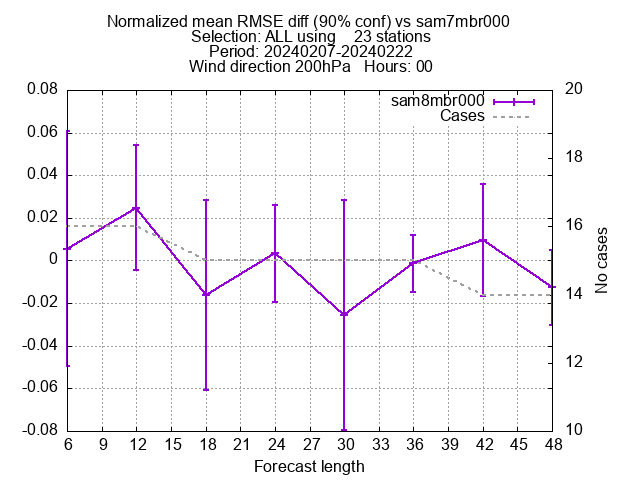 Normalized mean RMSE diff (90% conf) vs sam7mbr000
Selection: ALL using    23 stations
Period: 20240207-20240222
Wind direction 200hPa   Hours: 00
sam8mbr000
Cases
0.08
0.06
0.04
0.02
0
-0.02
-0.04
-0.06
-0.08
20
18
16
14
12
10
No cases
6 9 12 15 18 21 24 27 30 33 36 39 42 45 48
Forecast length